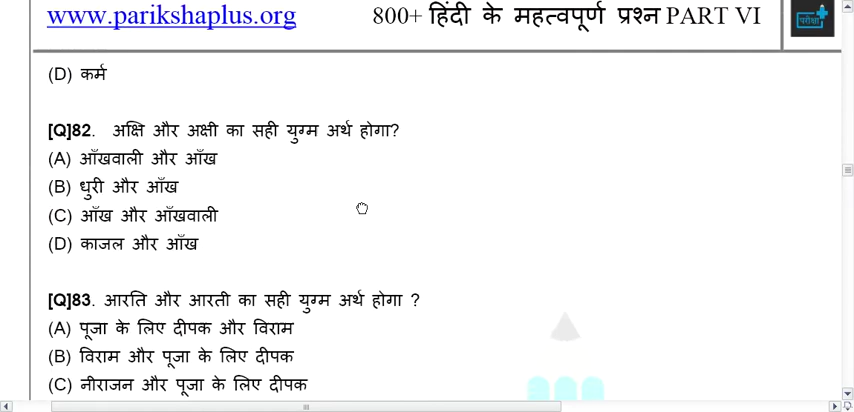 www.parikshaplus.org 800+ हिंदी के महत्वपूर्ण प्रश्न PART VI
परीक्षा
(D) कर्म
[Q]82. अक्षि और अक्षी का सही युग्म अर्थ होगा?
(A) आँखवाली और आँख
(B) धुरी और आँख
(C) आँख और आँखवाली
(D) काजल और आँख
[Q]83. आरति और आरती का सही युग्म अर्थ होगा ?
(A) पूजा के लिए दीपक और विराम
(B) विराम और पूजा के लिए दीपक
(C) नीराजन और पूजा के लिए दीपक